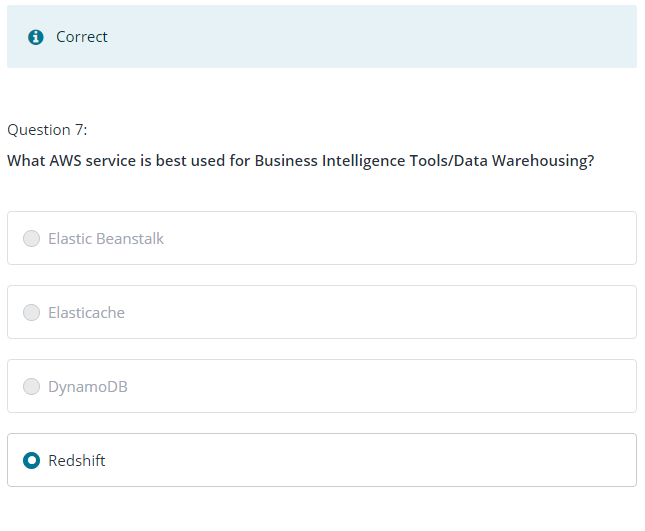 Correct
Question 7:
What AWS service is best used for Business Intelligence Tools/Data Warehousing?
Elastic Beanstalk
Elasticache
DynamoDB
Redshift